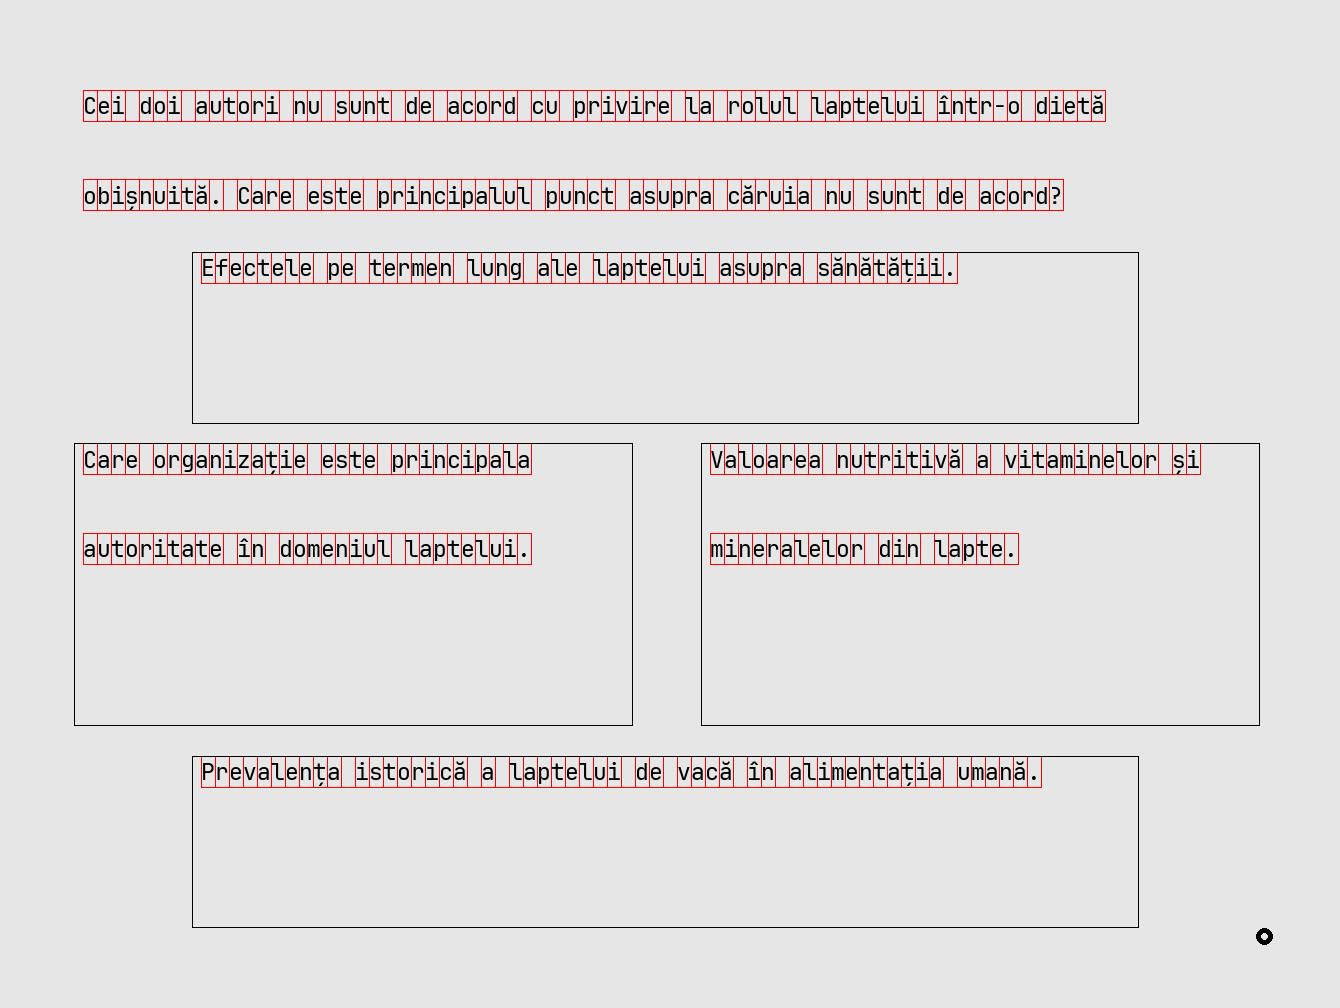 Cei doi autori nu sunt de acord cu privire la rolul laptelui într-o dietă
obișnuită. Care este principalul punct asupra căruia nu sunt de acord?
Efectele pe termen lung ale laptelui asupra sănătății.
Care organizație este principala
autoritate în domeniul laptelui.
Valoarea nutritivă a vitaminelor și
mineralelor din lapte.
Prevalența istorică a laptelui de vacă în alimentația umană.